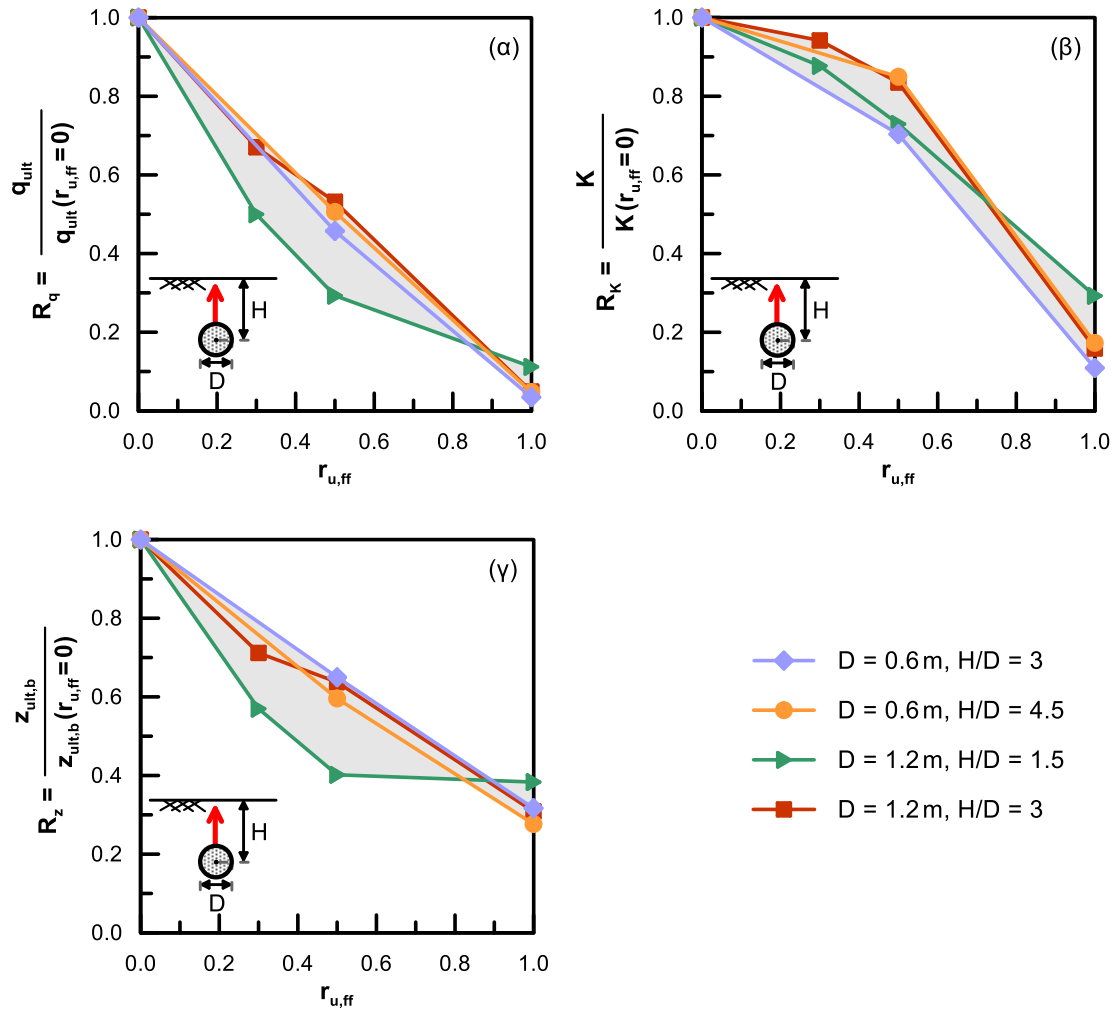 (α)
R_q = q_ult / q_ult(r_u,ff=0)
1.0
0.8
0.6
0.4
0.2
0.0
H
D
0.0 0.2 0.4 0.6 0.8 1.0
r_u,ff
(β)
R_K = K / K(r_u,ff=0)
1.0
0.8
0.6
0.4
0.2
0.0
H
D
0.0 0.2 0.4 0.6 0.8 1.0
r_u,ff
(γ)
R_z = z_ult,b / z_ult,b(r_u,ff=0)
1.0
0.8
0.6
0.4
0.2
0.0
H
D
0.0 0.2 0.4 0.6 0.8 1.0
r_u,ff
D = 0.6m, H/D = 3
D = 0.6m, H/D = 4.5
D = 1.2m, H/D = 1.5
D = 1.2m, H/D = 3